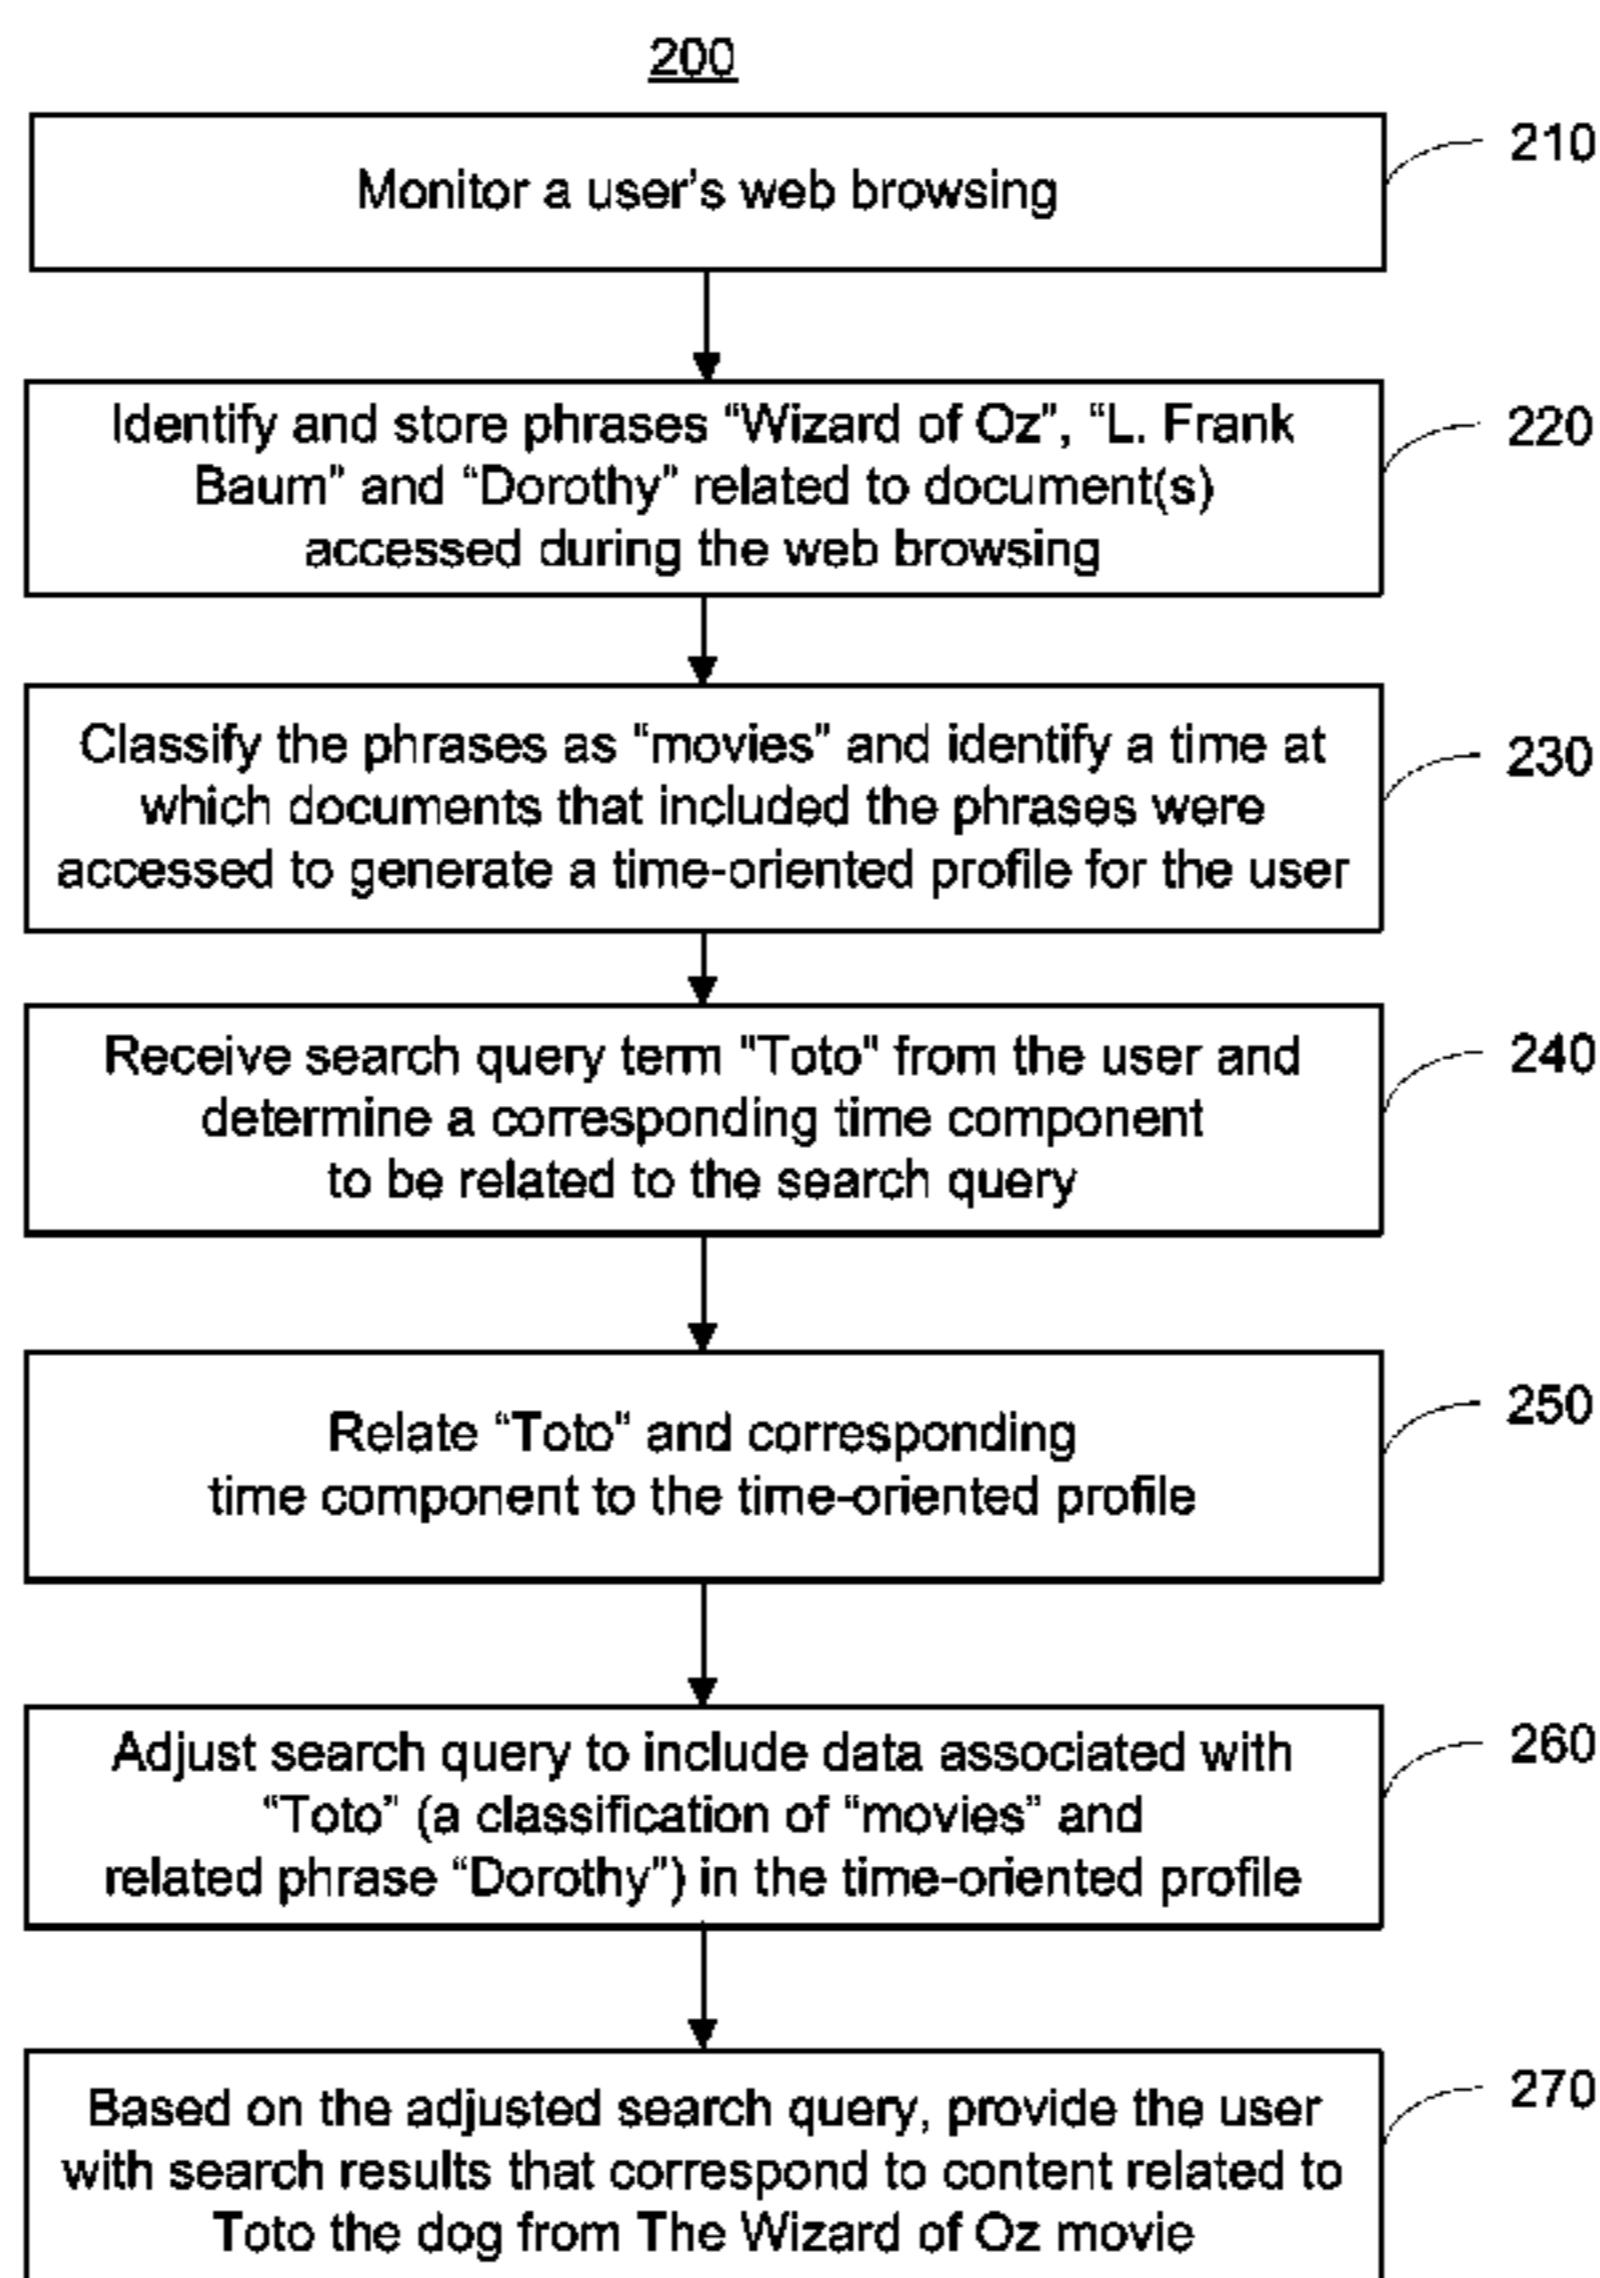 200
Monitor a user's web browsing
210
Identify and store phrases “Wizard of Oz”, “L. Frank
Baum” and “Dorothy” related to document(s)
accessed during the web browsing
220
Classify the phrases as “movies” and identify a time at
which documents that included the phrases were
accessed to generate a time-oriented profile for the user
230
Receive search query term "Toto" from the user and
determine a corresponding time component
to be related to the search query
240
Relate “Toto” and corresponding
time component to the time-oriented profile
250
Adjust search query to include data associated with
“Toto” (a classification of “movies” and
related phrase “Dorothy”) in the time-oriented profile
260
Based on the adjusted search query, provide the user
with search results that correspond to content related to
Toto the dog from The Wizard of Oz movie
270